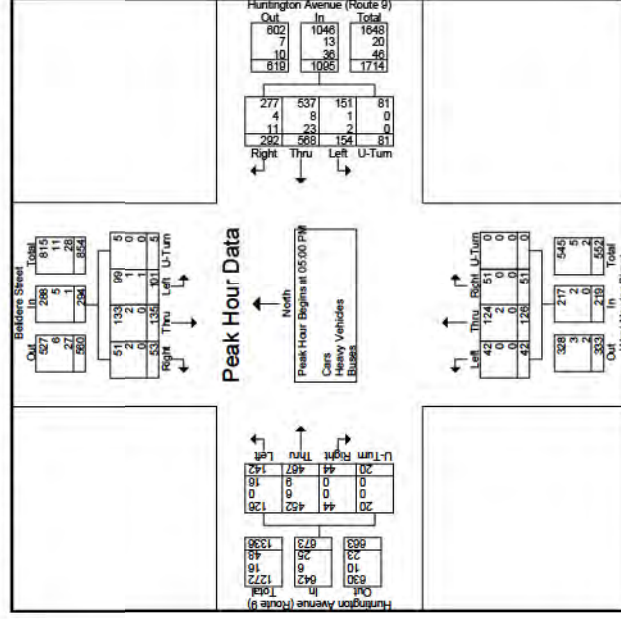 Huntington Avenue (Route 9)
Out In Total
602 1046 1648
7 13 20
10 36 46
619 1095 1714
277 537 151 81
4 8 1 0
11 23 2 0
292 568 154 81
Right Thru Left U-Turn
Out In Total
527 288 815
6 5 11
27 1 28
560 294 854
51 133 99 5
2 2 1 0
0 0 1 0
53 135 101 5
Right Thru Left U-Turn
Peak Hour Data
North
Peak Hour Begins at 05:00 PM
Cars
Heavy Vehicles
Buses
Left Thru Right U-Turn
42 124 51 0
0 2 0 0
0 0 0 0
42 126 51 0
328 217 545
3 2 5
2 0 2
333 219 552
Out In Total
U-Turn Right Thru Left
20 44 467 142
0 0 9 16
0 0 6 0
20 44 452 126
663 673 1336
23 25 48
10 6 16
630 642 1272
Out In Total
Huntington Avenue (Route 9)